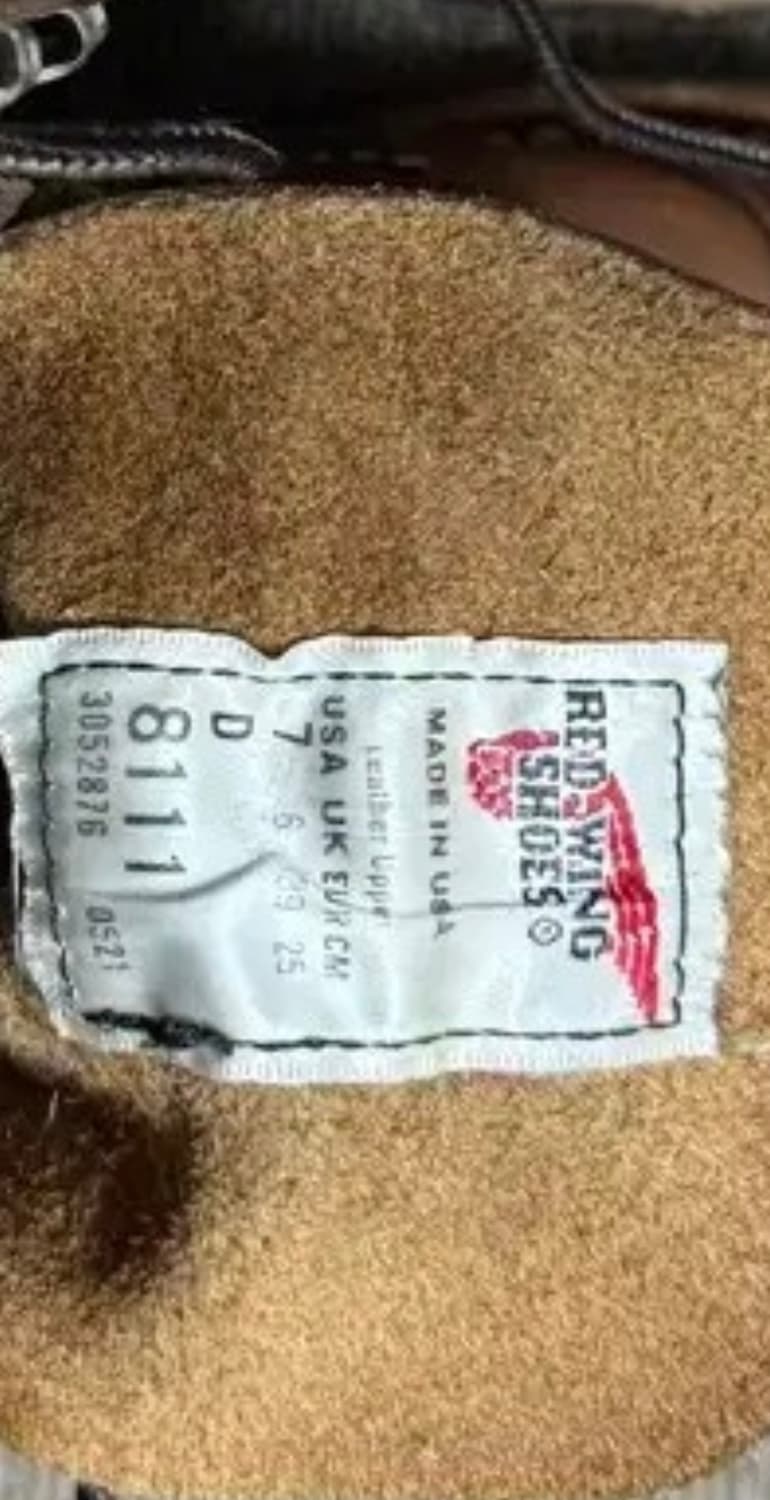 RED WING
SHOES ®
MADE IN USA
Leather Upper
USA UK EUR CM
7 6 39 25
D
8111
3052876 0521